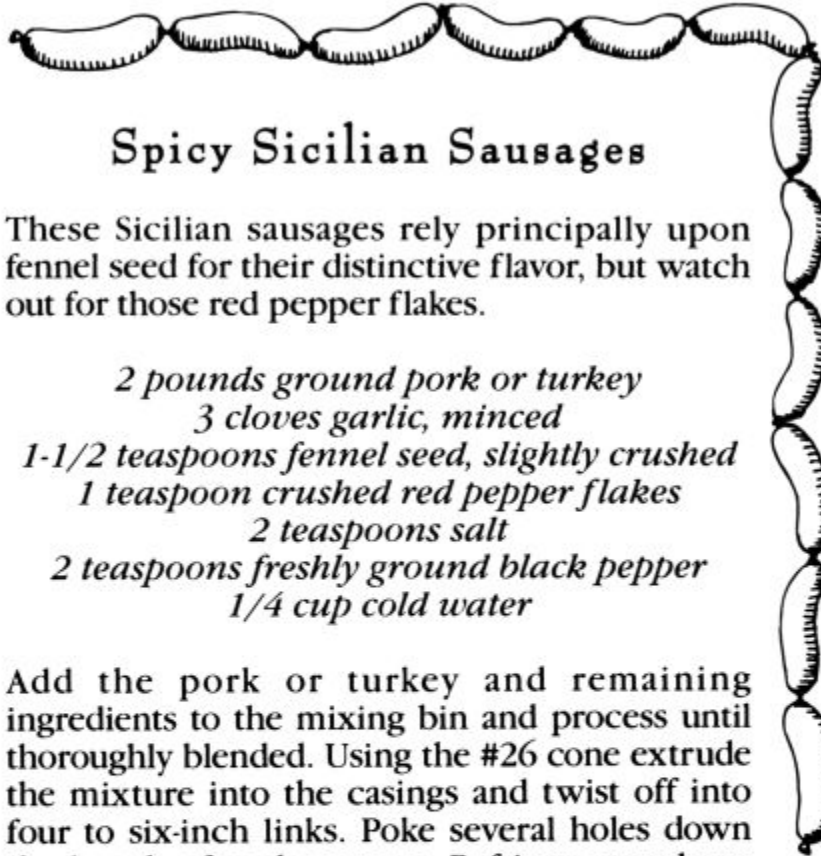 Spicy Sicilian Sausages
These Sicilian sausages rely principally upon
fennel seed for their distinctive flavor, but watch
out for those red pepper flakes.
2 pounds ground pork or turkey
3 cloves garlic, minced
1-1/2 teaspoons fennel seed, slightly crushed
1 teaspoon crushed red pepper flakes
2 teaspoons salt
2 teaspoons freshly ground black pepper
1/4 cup cold water
Add the pork or turkey and remaining
ingredients to the mixing bin and process until
thoroughly blended. Using the #26 cone extrude
the mixture into the casings and twist off into
four to six-inch links. Poke several holes down